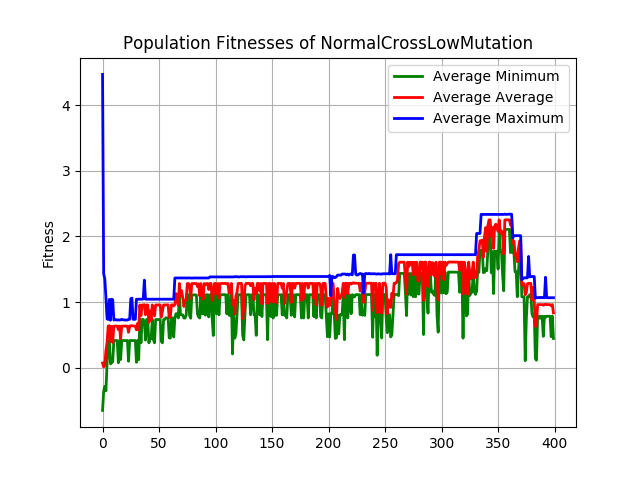 Population Fitnesses of NormalCrossLowMutation
Average Minimum
Average Average
Average Maximum
Fitness
4
3
2
1
0
0 50 100 150 200 250 300 350 400